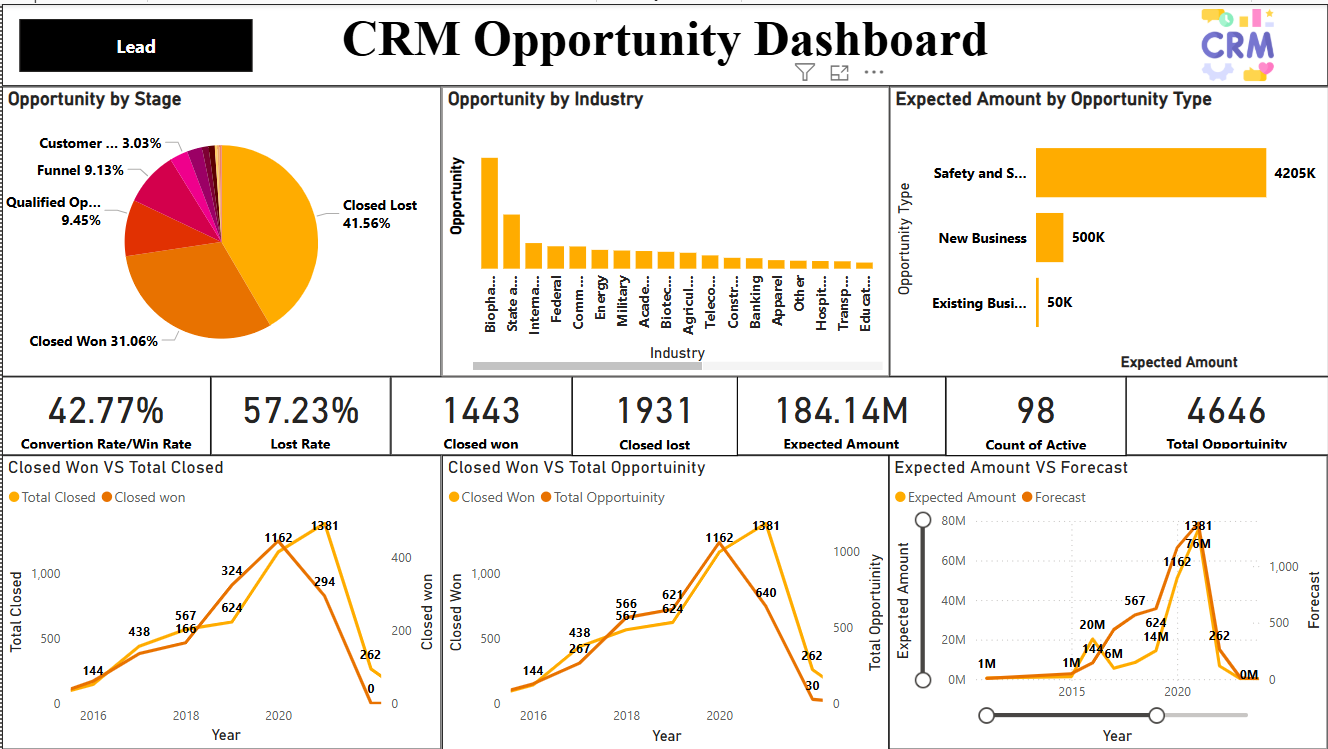 Lead
CRM Opportunity Dashboard
CRM
Opportunity by Stage
Customer ... 3.03%
Funnel 9.13%
Qualified Op...
9.45%
Closed Lost
41.56%
Closed Won 31.06%
Opportunity by Industry
Opportunity
Biopha...
State a...
Interna...
Federal
Comm...
Energy
Military
Acade...
Biotec...
Agricul...
Teleco...
Constr...
Banking
Apparel
Other
Hospit...
Transp...
Educat...
Industry
Expected Amount by Opportunity Type
Opportunity Type
Safety and S...
4205K
New Business
500K
Existing Busi...
50K
Expected Amount
42.77%
Convertion Rate/Win Rate
57.23%
Lost Rate
1443
Closed won
1931
Closed lost
184.14M
Expected Amount
98
Count of Active
4646
Total Opportuinity
Closed Won VS Total Closed
Total Closed
Closed won
Total Closed
1,000
500
0
144
438
567
166
324
624
1162
1381
294
262
0
400
200
0
Closed won
2016
2018
2020
Year
Closed Won VS Total Opportuinity
Closed Won
Total Opportuinity
Closed Won
1,000
500
0
144
438
267
566
567
621
624
1162
1381
640
262
30
1000
500
0
Total Opportuinity
2016
2018
2020
Year
Expected Amount VS Forecast
Expected Amount
Forecast
Expected Amount
80M
60M
40M
20M
0M
1M
1M
20M
144
6M
567
624
14M
1162
1381
76M
262
0M
1,000
500
0
Forecast
2015
2020
Year